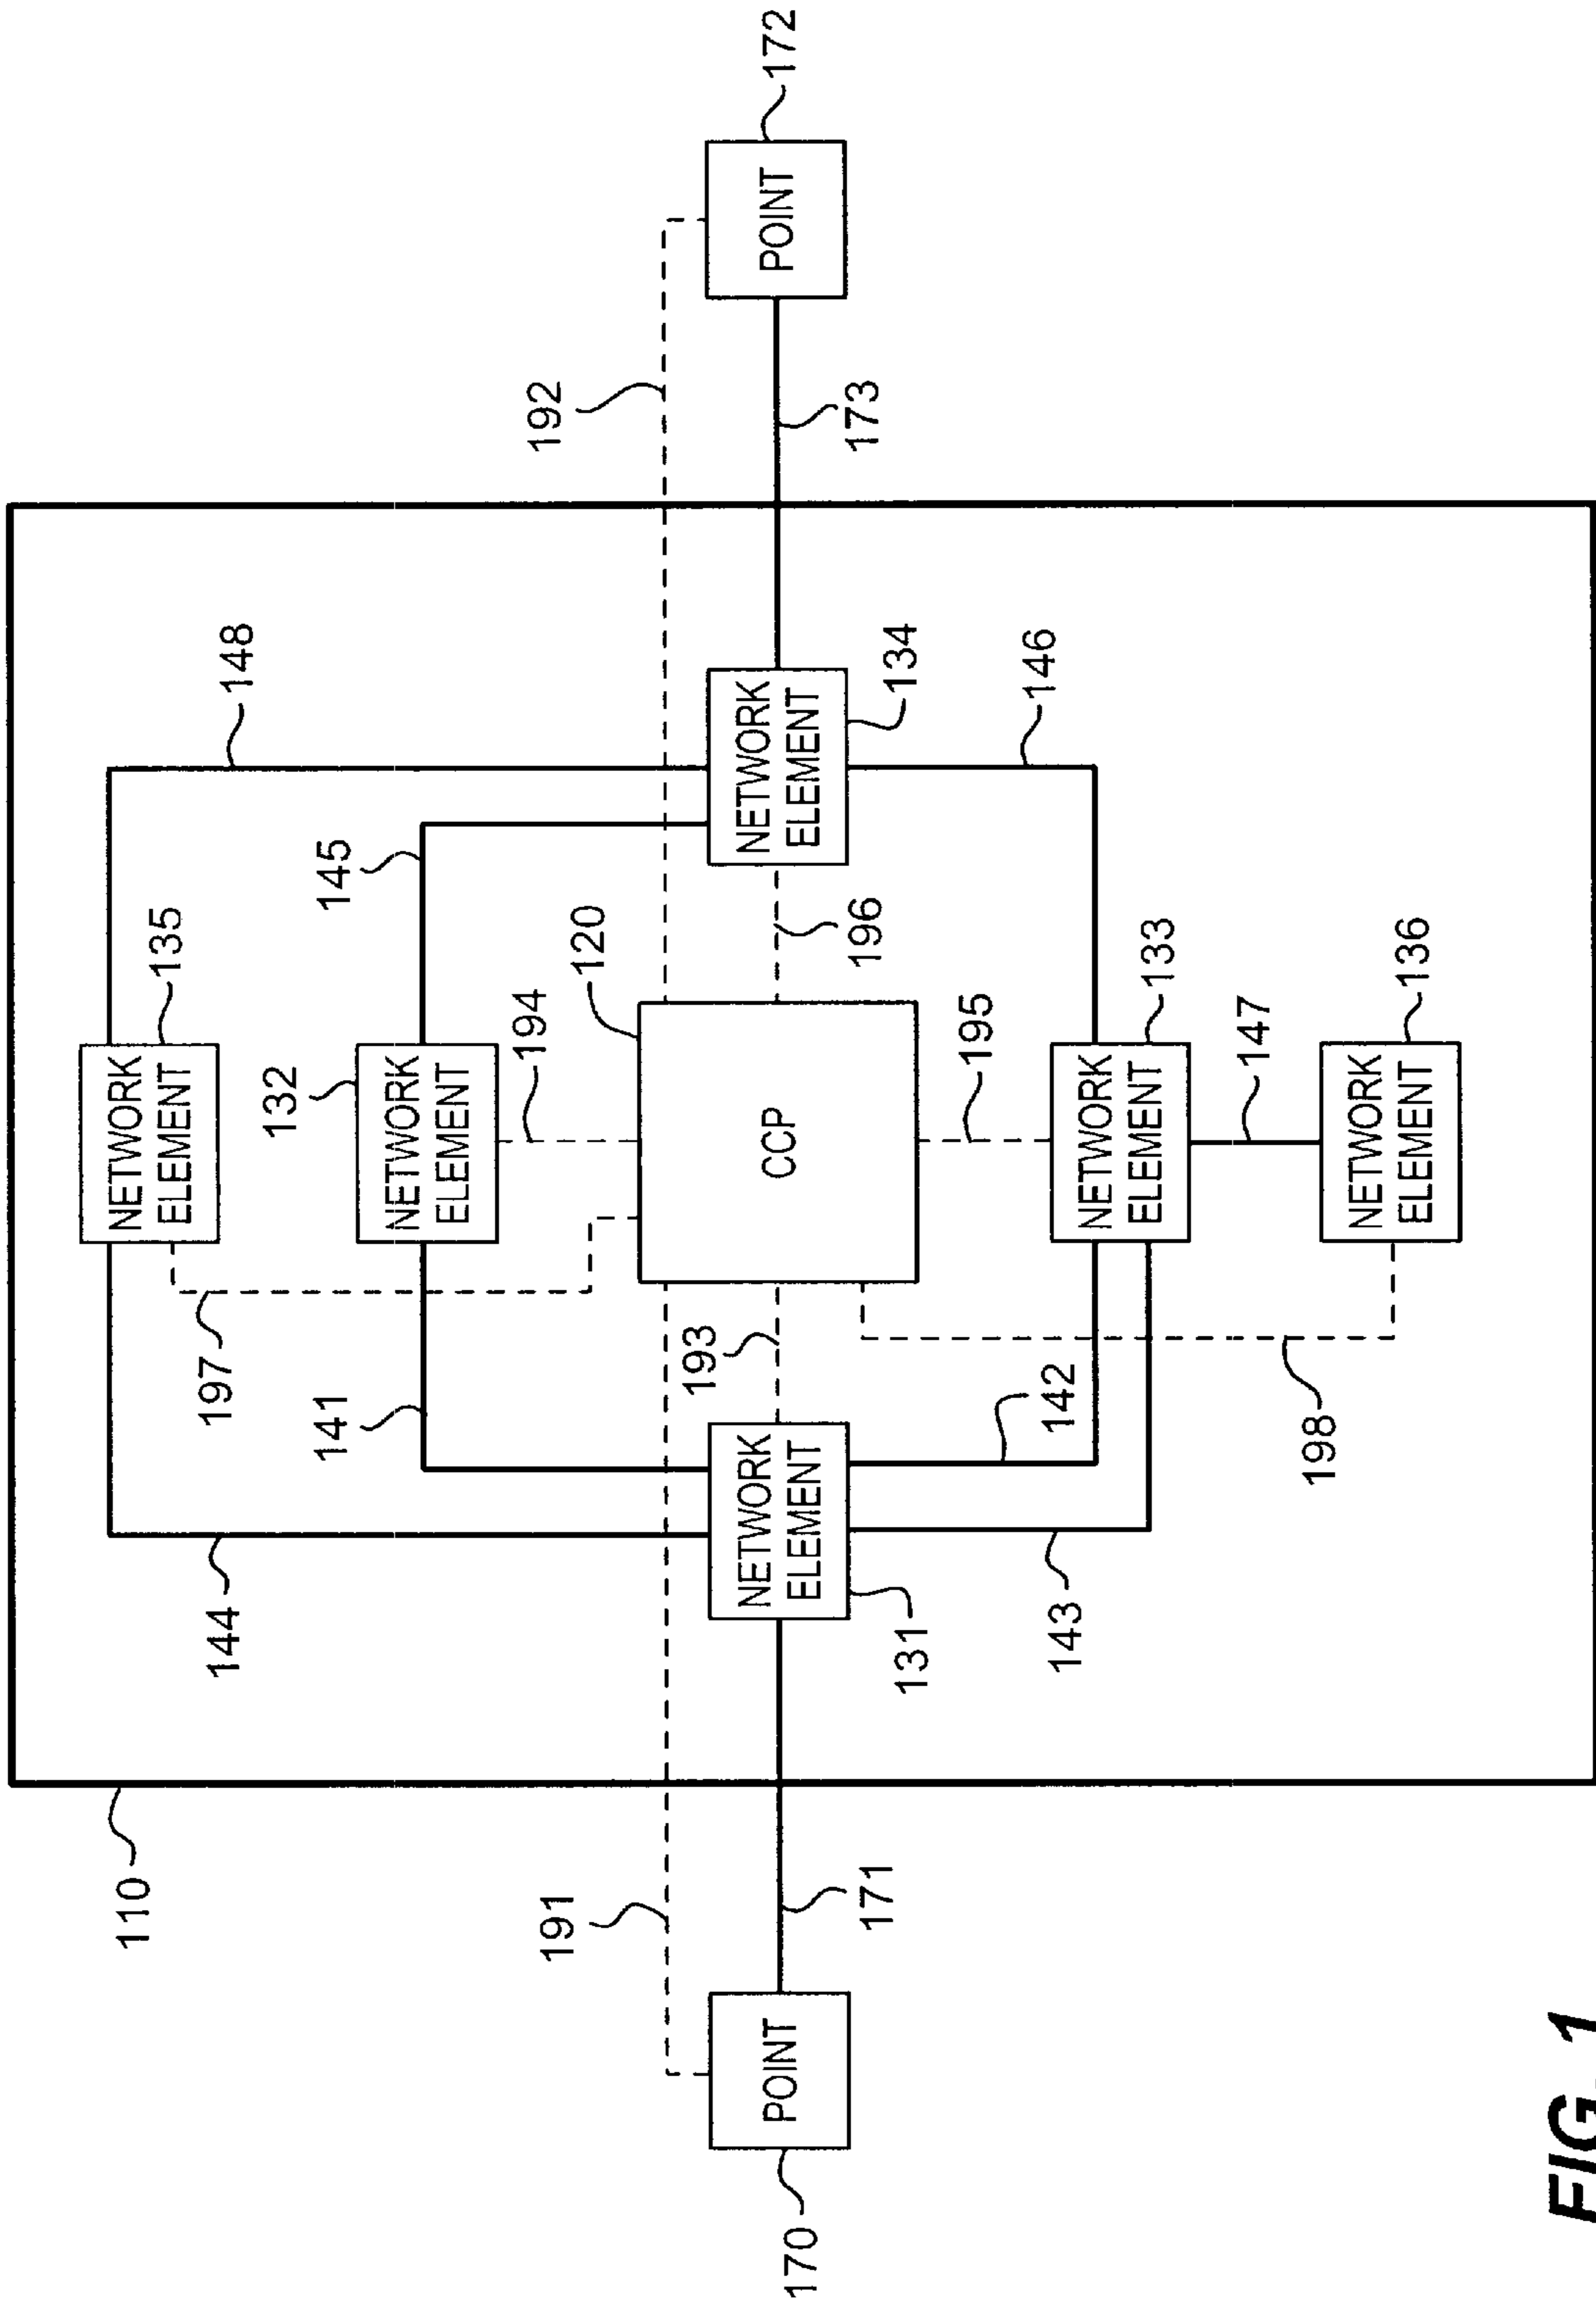 110
144
197
NETWORK
ELEMENT
135
148
141
132
NETWORK
ELEMENT
145
194
120
191
192
POINT
170
171
NETWORK
ELEMENT
131
193
CCP
196
NETWORK
ELEMENT
134
173
POINT
172
142
143
195
146
NETWORK
ELEMENT
133
198
147
NETWORK
ELEMENT
136
FIG. 1